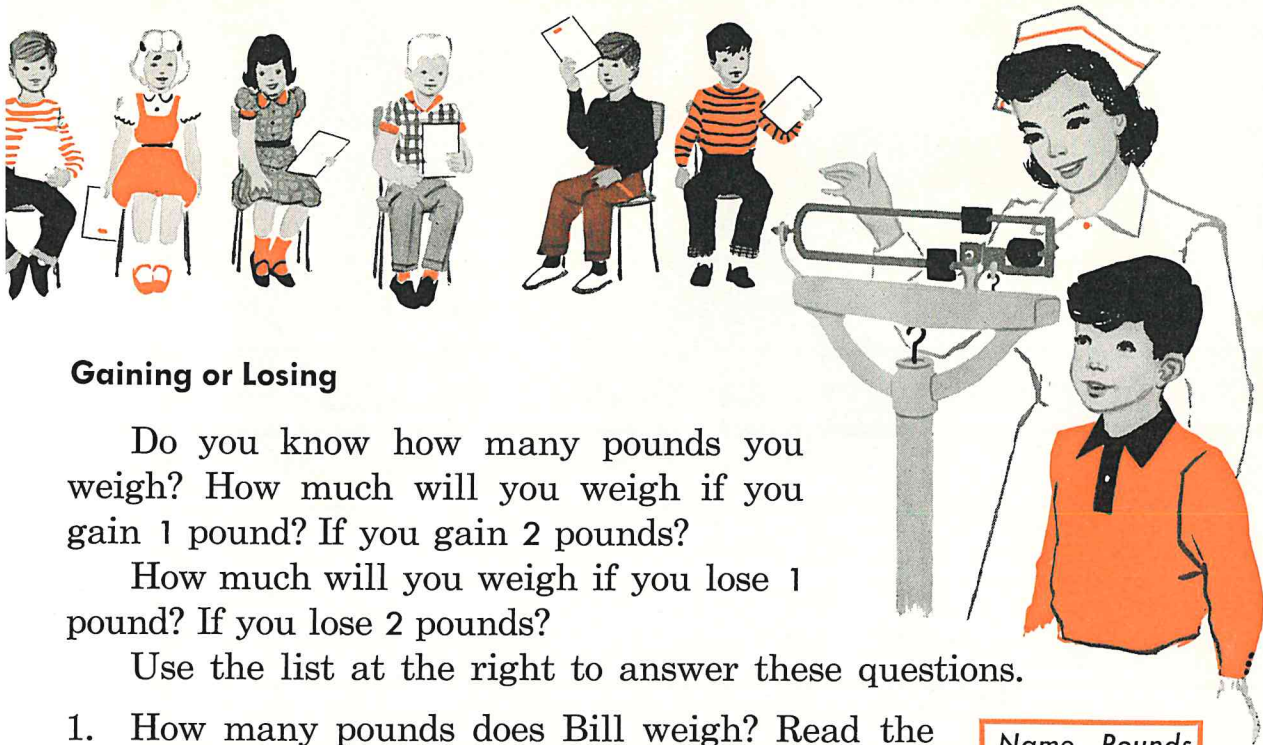 Gaining or Losing
Do you know how many pounds you
weigh? How much will you weigh if you
gain 1 pound? If you gain 2 pounds?
How much will you weigh if you lose 1
pound? If you lose 2 pounds?
Use the list at the right to answer these questions.
1. How many pounds does Bill weigh? Read the
Name Pounds